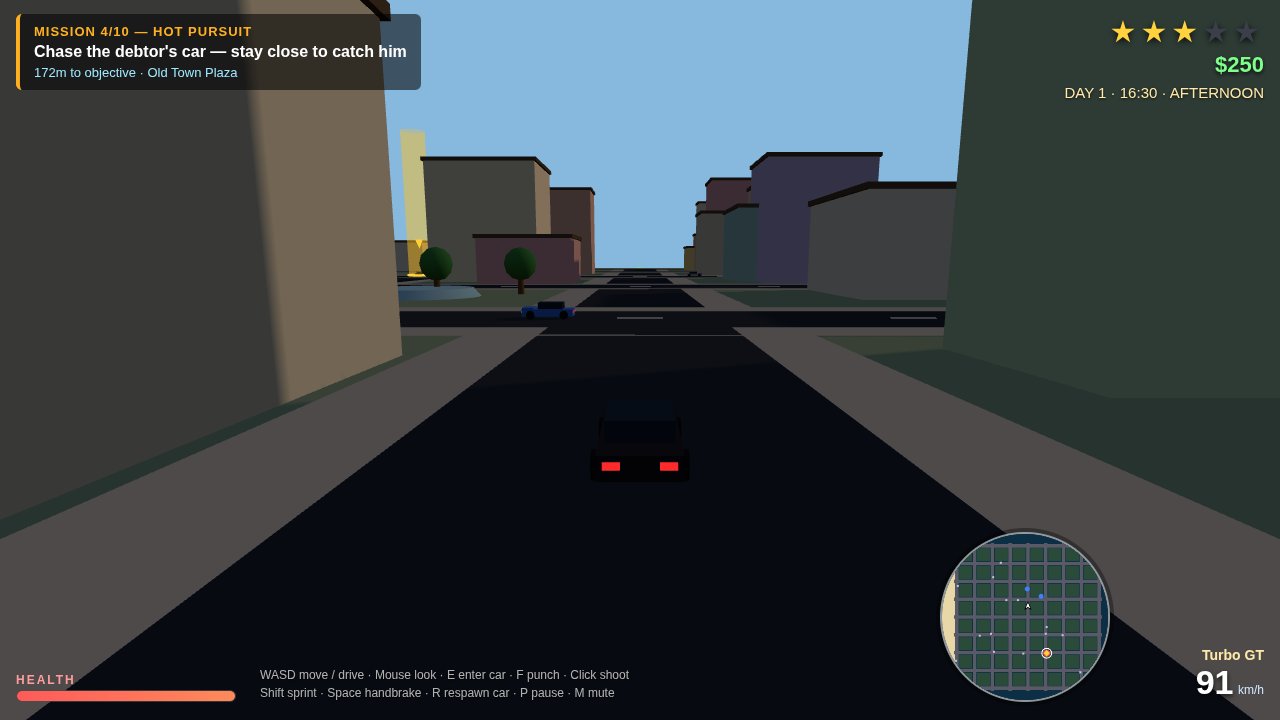 MISSION 4/10 — HOT PURSUIT
Chase the debtor's car — stay close to catch him
172m to objective · Old Town Plaza
$250
DAY 1 · 16:30 · AFTERNOON
HEALTH
WASD move / drive · Mouse look · E enter car · F punch · Click shoot
Shift sprint · Space handbrake · R respawn car · P pause · M mute
Turbo GT
91 km/h